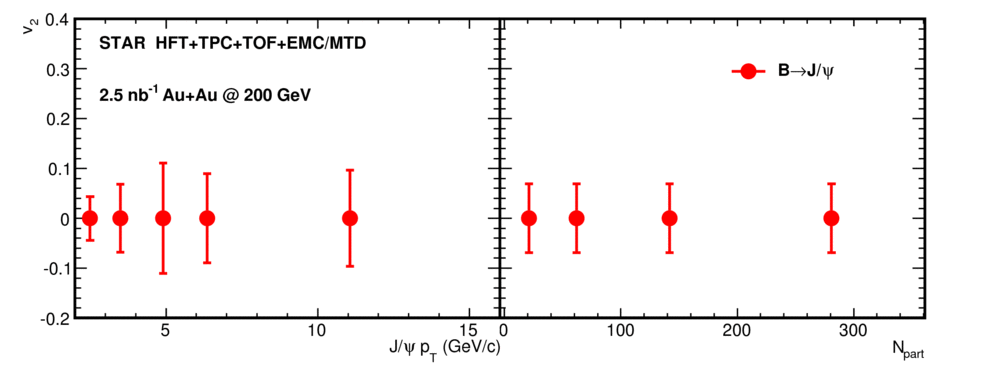 v2
0.4
0.3
0.2
0.1
0
-0.1
-0.2
STAR HFT+TPC+TOF+EMC/MTD
2.5 nb-1 Au+Au @ 200 GeV
B→J/ψ
5 10 15 0 100 200 300
J/ψ pT (GeV/c) Npart